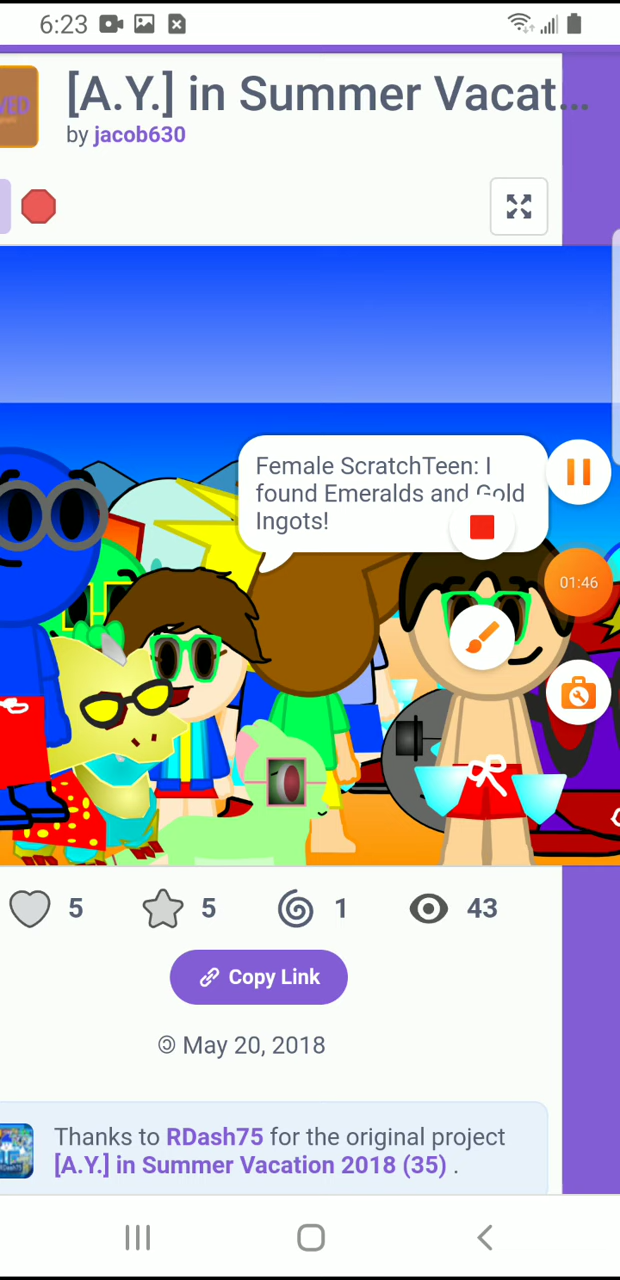 6:23
[A.Y.] in Summer Vacat...
VED
by jacob630
Female ScratchTeen: I
found Emeralds and Gold
Ingots!
01:46
5
5
1
43
Copy Link
May 20, 2018
Thanks to RDash75 for the original project
[A.Y.] in Summer Vacation 2018 (35) .